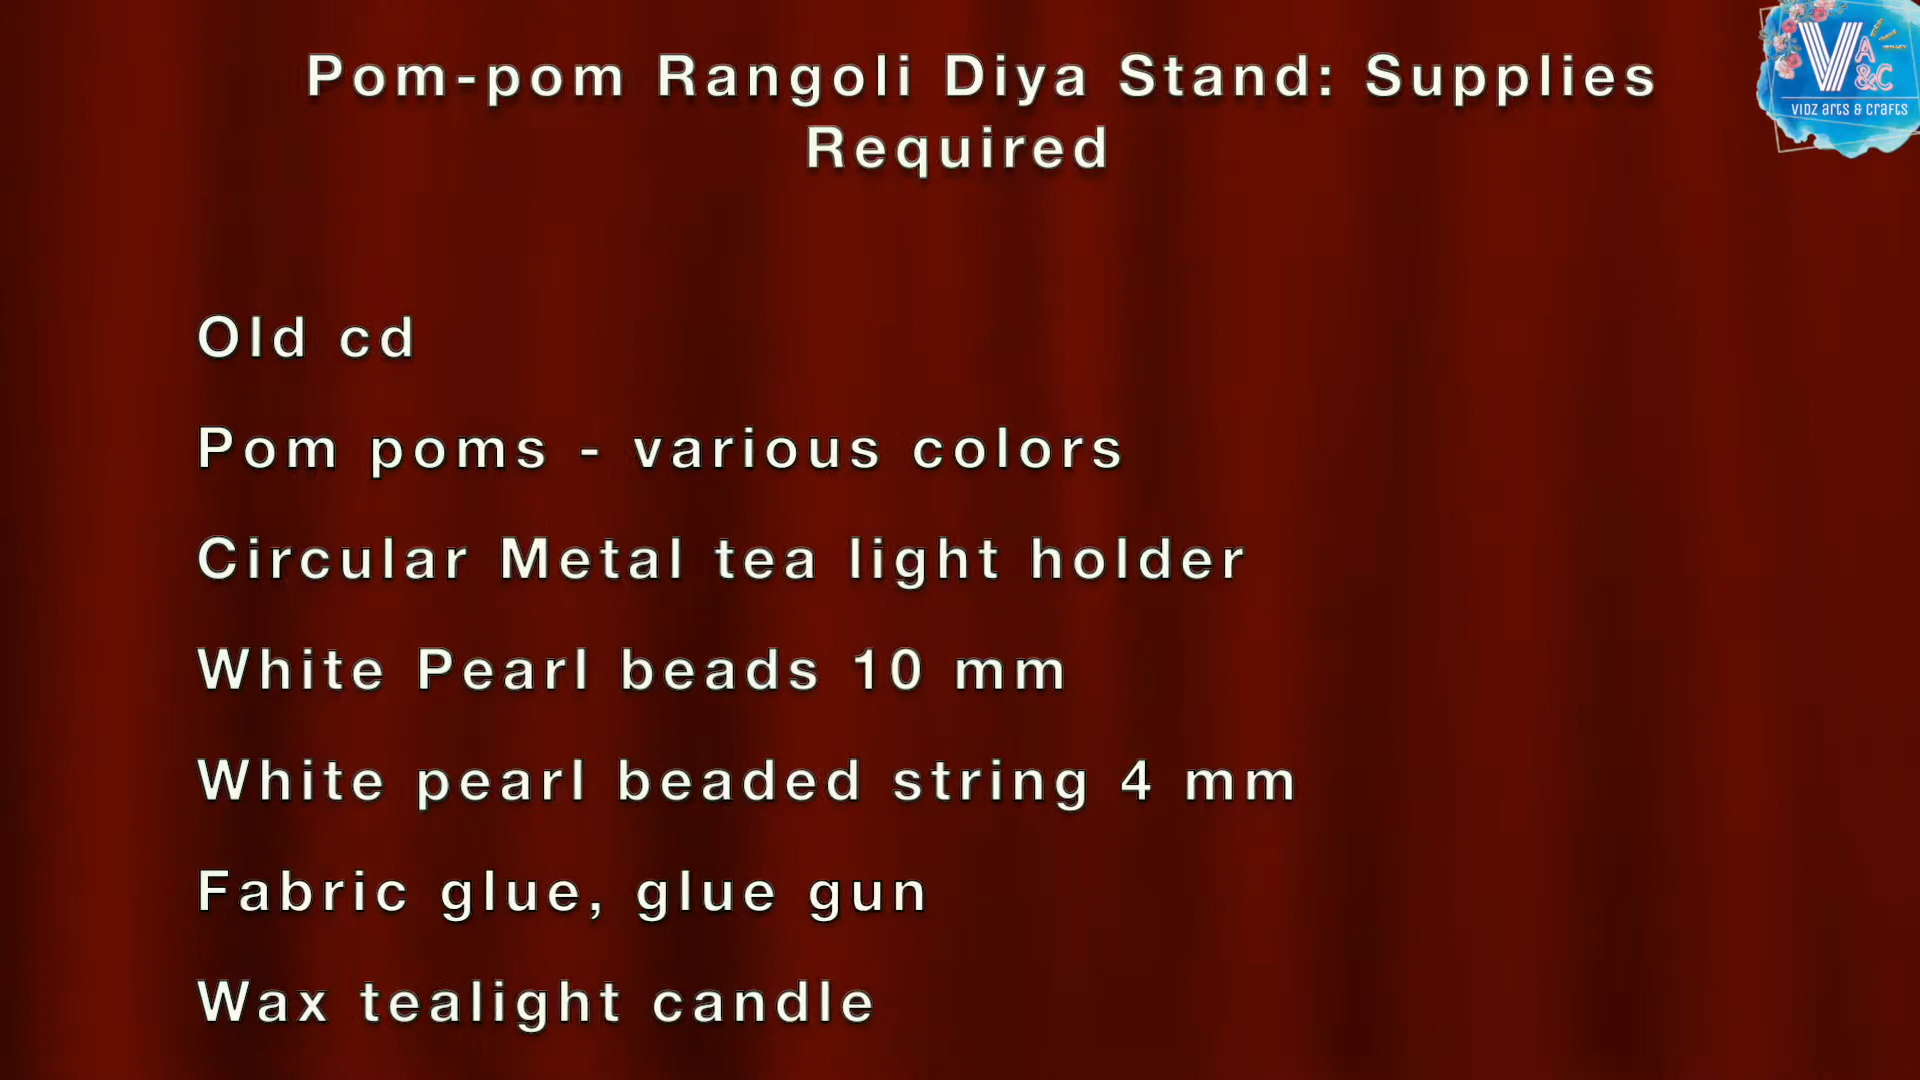 Pom-pom Rangoli Diya Stand: Supplies
Required
Old cd
Pom poms - various colors
Circular Metal tea light holder
White Pearl beads 10 mm
White pearl beaded string 4 mm
Fabric glue, glue gun
Wax tealight candle
V A
&C
VIDZ arts & crafts